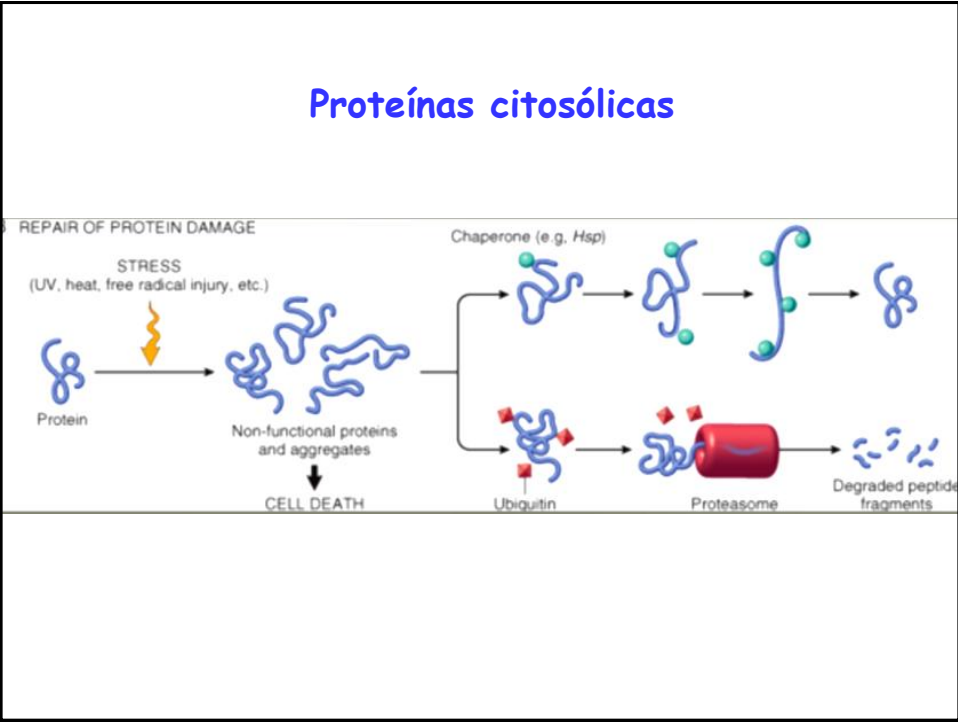 Proteínas citosólicas
REPAIR OF PROTEIN DAMAGE
STRESS
(UV, heat, free radical injury, etc.)
Protein
Non-functional proteins
and aggregates
CELL DEATH
Chaperone (e.g, Hsp)
Ubiquitin
Proteasome
Degraded peptide
fragments